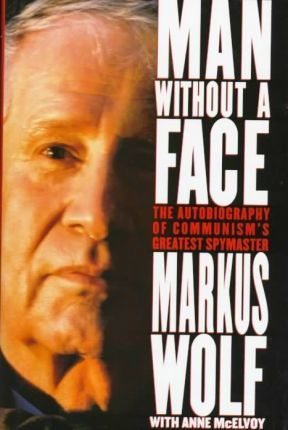 MAN
WITHOUT A
FACE
THE AUTOBIOGRAPHY
OF COMMUNISM'S
GREATEST SPYMASTER
MARKUS
WOLF
WITH ANNE McELVOY